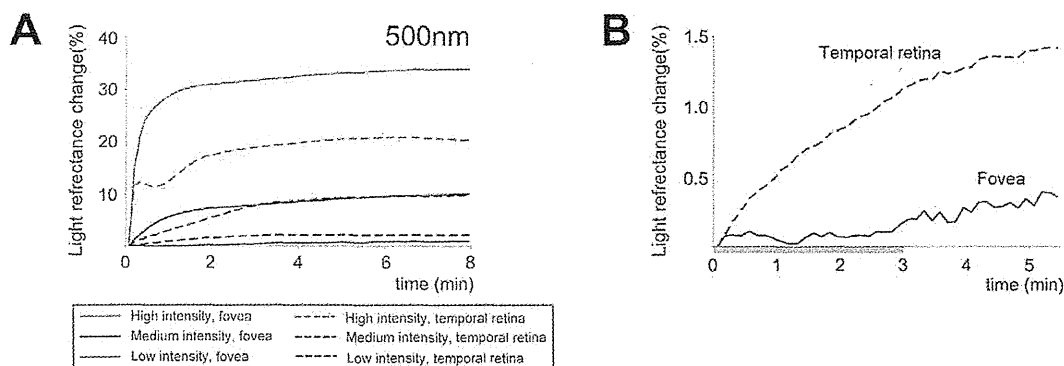 A
500nm
Light refrectance change(%)
40
30
20
10
0
2
4
6
8
time (min)
High intensity, fovea
High intensity, temporal retina
Medium intensity, fovea
Medium intensity, temporal retina
Low intensity, fovea
Low intensity, temporal retina
B
Light refrectance change(%)
1.5
1.0
0.5
Temporal retina
Fovea
0
1
2
3
4
5
time (min)